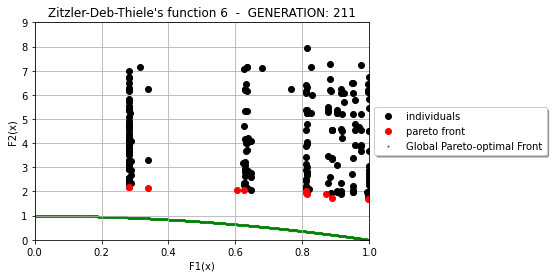 Zitzler-Deb-Thiele's function 6 - GENERATION: 211
9
8
7
6
5
4
3
2
1
0
F2(x)
0.0 0.2 0.4 0.6 0.8 1.0
F1(x)
individuals
pareto front
Global Pareto-optimal Front